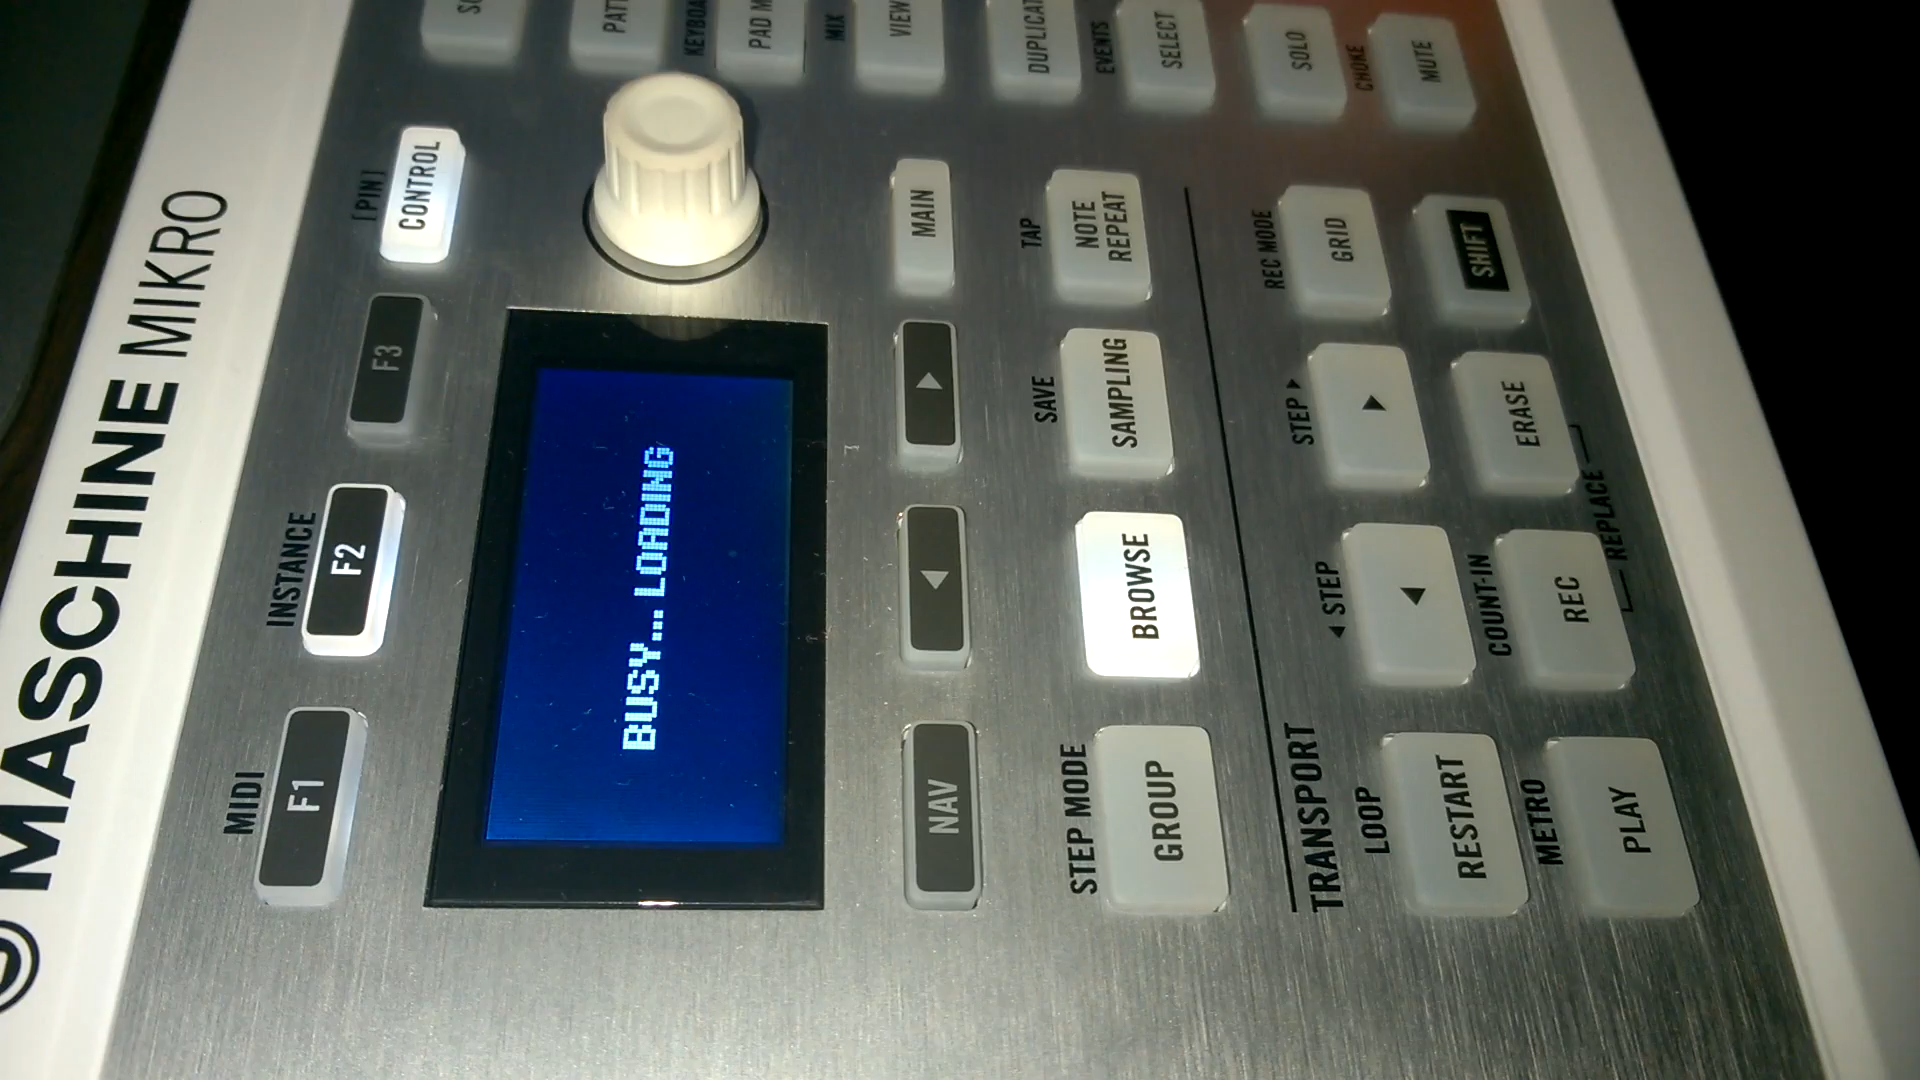 MASCHINE MIKRO
MIDI
INSTANCE
[PIN]
F1
F2
F3
CONTROL
BUSY... LOADING
NAV
MAIN
STEP MODE
SAVE
TAP
GROUP
BROWSE
SAMPLING
NOTE
REPEAT
TRANSPORT
LOOP
◂ STEP
STEP ▸
REC MODE
RESTART
GRID
METRO
COUNT-IN
PLAY
REC
ERASE
SHIFT
REPLACE
KEYBOA
PAD M
MIX
VIEW
DUPLICAT
EVENTS
SELECT
SOLO
CHOKE
MUTE